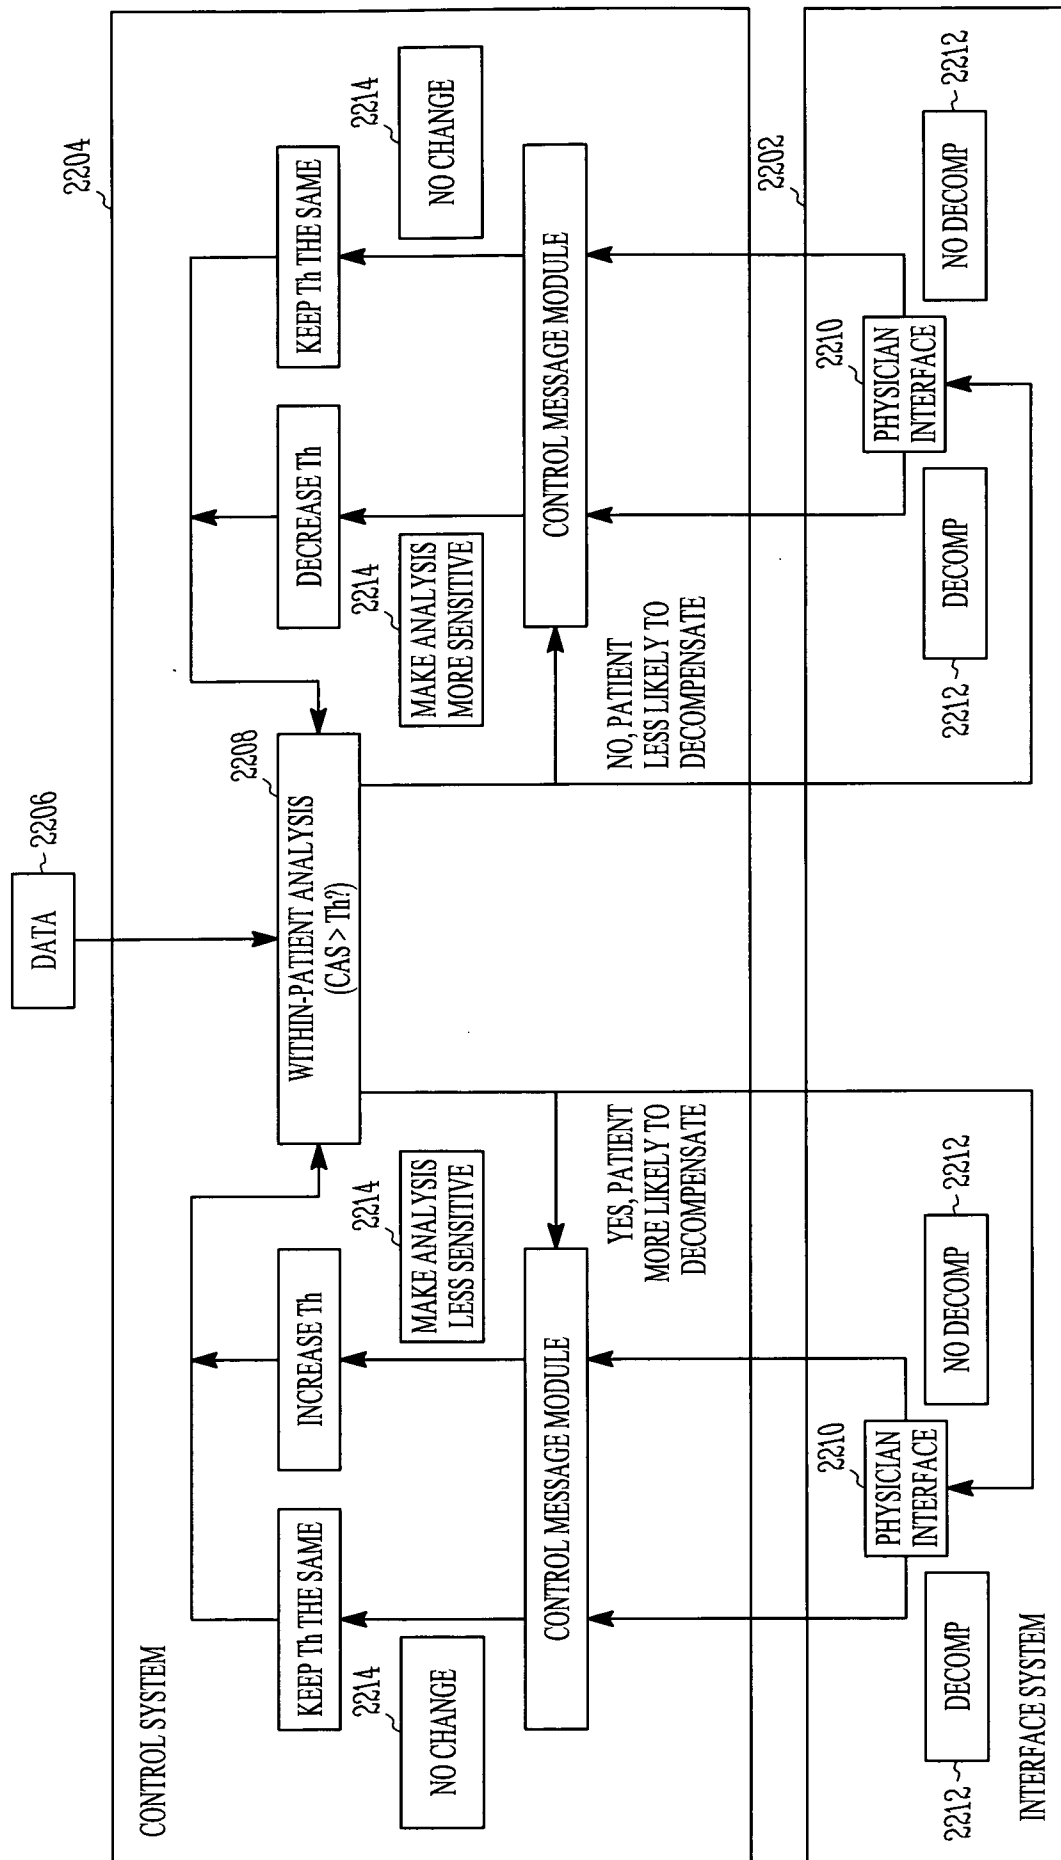 DATA
2206
CONTROL SYSTEM
2204
KEEP Th THE SAME
INCREASE Th
WITHIN-PATIENT ANALYSIS
(CAS > Th?)
2208
DECREASE Th
KEEP THE SAME
2214
NO CHANGE
2214
MAKE ANALYSIS
LESS SENSITIVE
2214
MAKE ANALYSIS
MORE SENSITIVE
2214
NO CHANGE
CONTROL MESSAGE MODULE
CONTROL MESSAGE MODULE
YES, PATIENT
MORE LIKELY TO
DECOMPENSATE
NO, PATIENT
LESS LIKELY TO
DECOMPENSATE
2202
2210
PHYSICIAN
INTERFACE
2210
PHYSICIAN
INTERFACE
2212
DECOMP
NO DECOMP
2212
2212
DECOMP
NO DECOMP
2212
INTERFACE SYSTEM